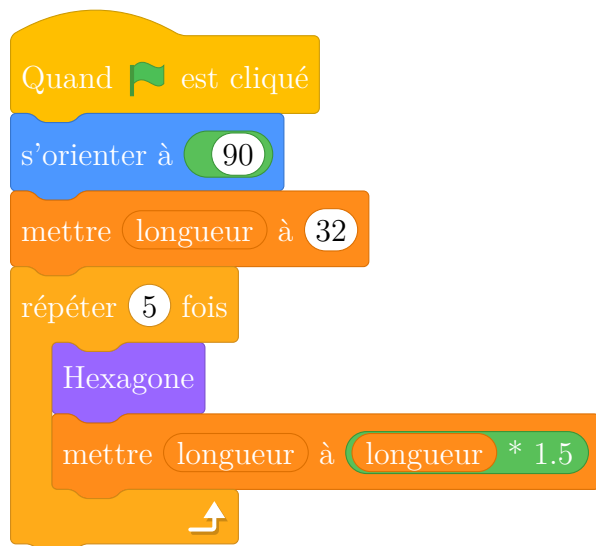 Quand est cliqué
s'orienter à 90
mettre longueur à 32
répéter 5 fois
Hexagone
mettre longueur à longueur * 1.5